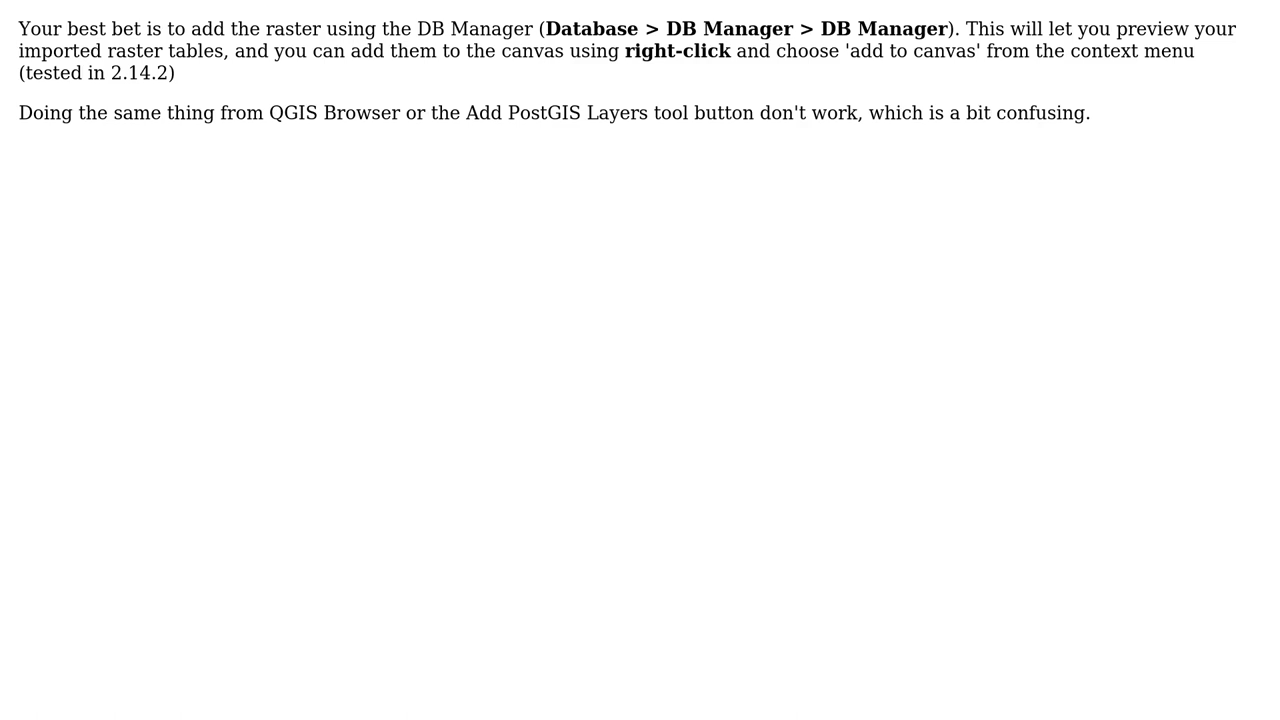 Your best bet is to add the raster using the DB Manager (Database > DB Manager > DB Manager). This will let you preview your
imported raster tables, and you can add them to the canvas using right-click and choose 'add to canvas' from the context menu
(tested in 2.14.2)
Doing the same thing from QGIS Browser or the Add PostGIS Layers tool button don't work, which is a bit confusing.